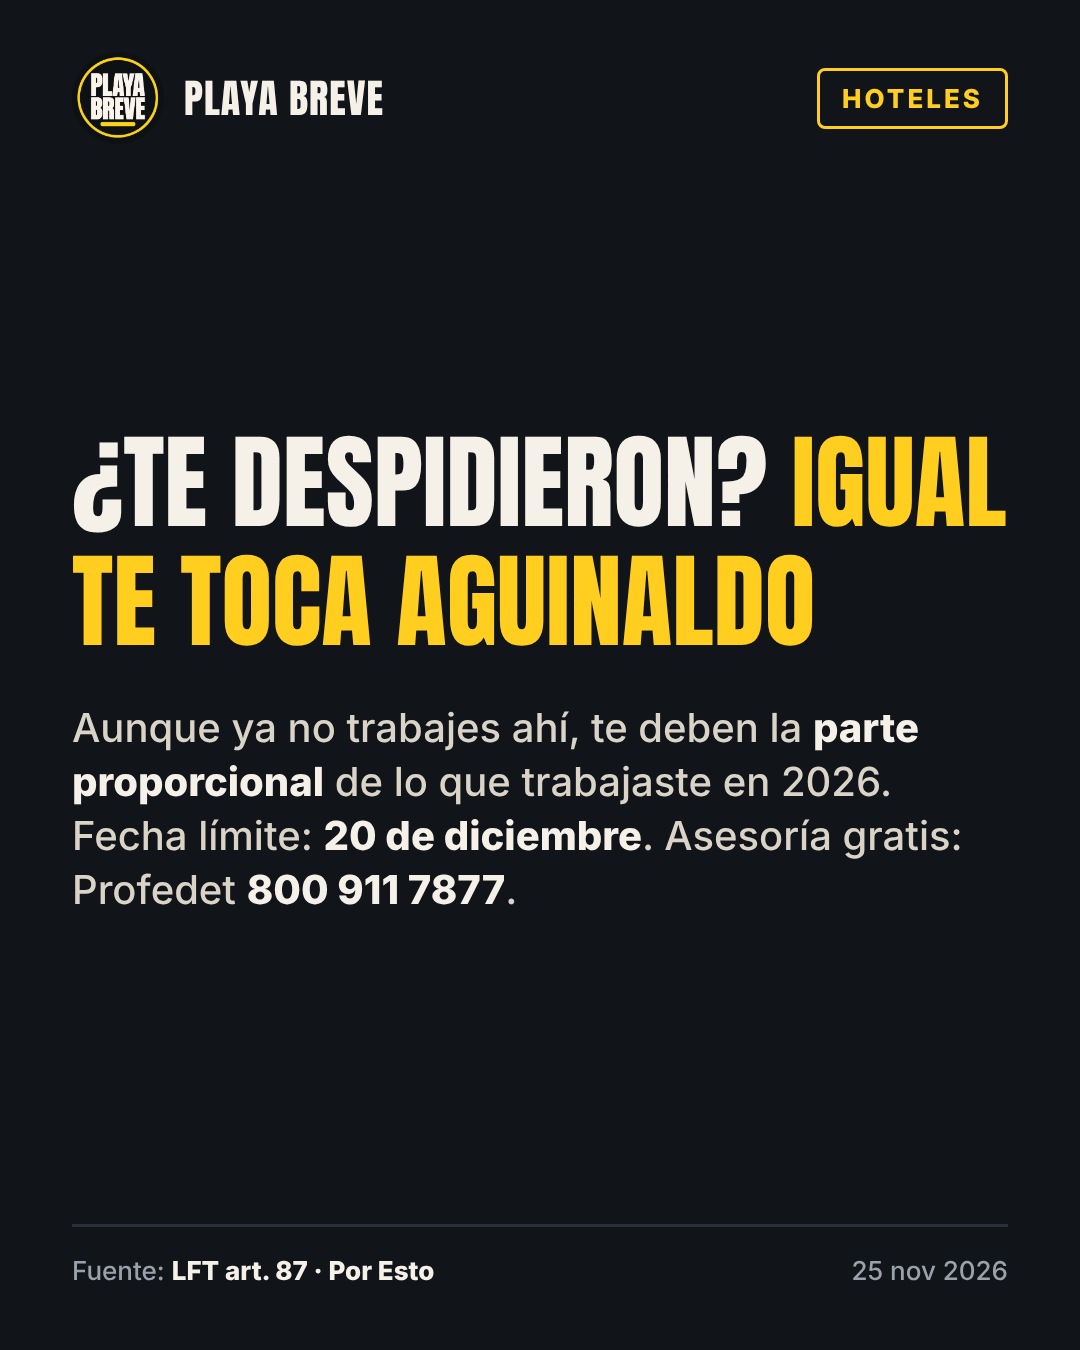 PLAYA
BREVE
PLAYA BREVE
HOTELES
¿TE DESPIDIERON? IGUAL
TE TOCA AGUINALDO
Aunque ya no trabajes ahí, te deben la parte
proporcional de lo que trabajaste en 2026.
Fecha límite: 20 de diciembre. Asesoría gratis:
Profedet 800 911 7877.
Fuente: LFT art. 87 · Por Esto
25 nov 2026